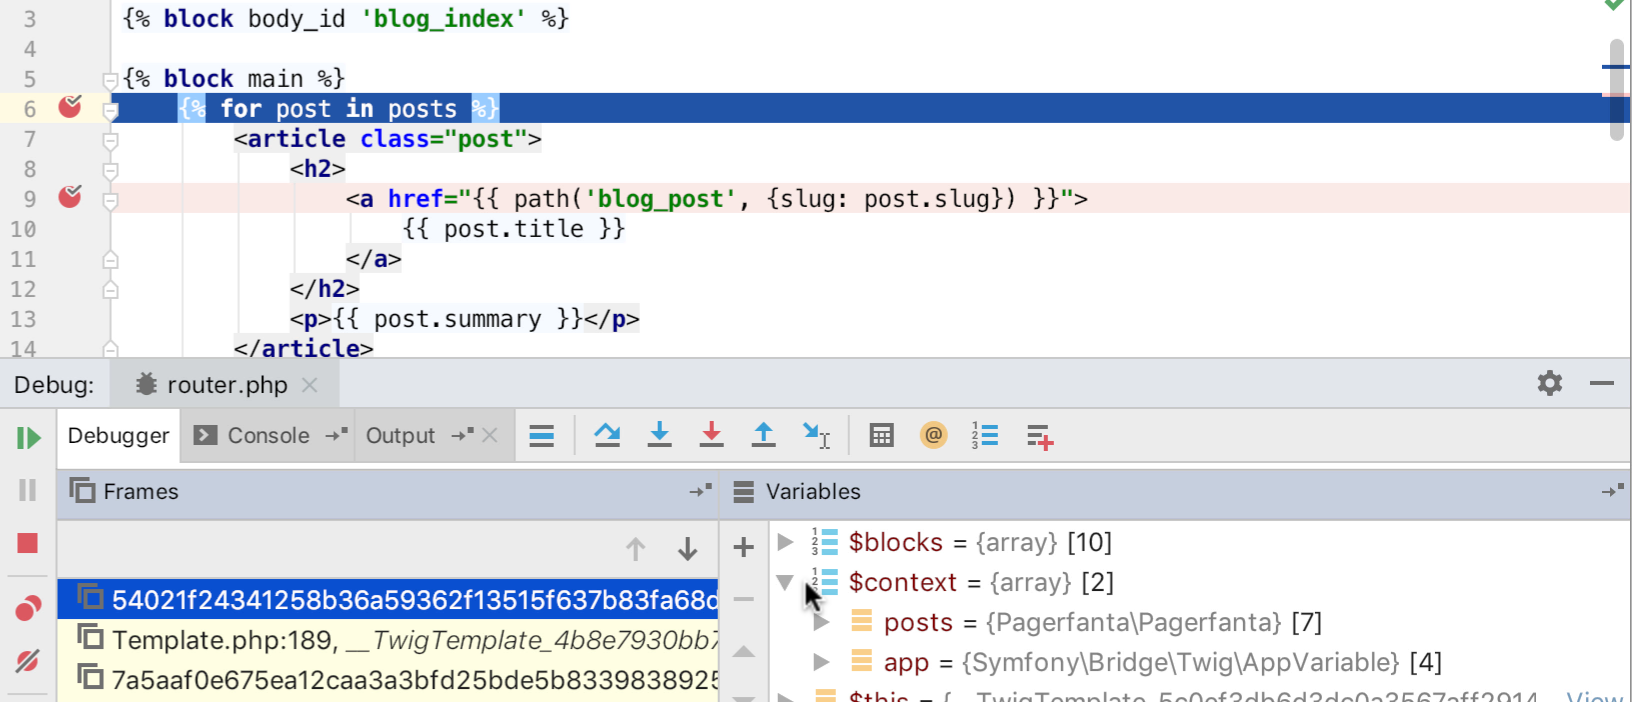 3 {% block body_id 'blog_index' %}
4
5 {% block main %}
6 {% for post in posts %}
7 <article class="post">
8 <h2>
9 <a href="{{ path('blog_post', {slug: post.slug}) }}">
10 {{ post.title }}
11 </a>
12 </h2>
13 <p>{{ post.summary }}</p>
14 </article>
Debug: router.php
Debugger Console Output
Frames
Variables
$blocks = {array} [10]
$context = {array} [2]
posts = {Pagerfanta\Pagerfanta} [7]
app = {Symfony\Bridge\Twig\AppVariable} [4]
$this = {
View
54021f24341258b36a59362f13515f637b83fa68
Template.php:189, __TwigTemplate_4b8e7930bb7
7a5aaf0e675ea12caa3a3bfd25bde5b833983892